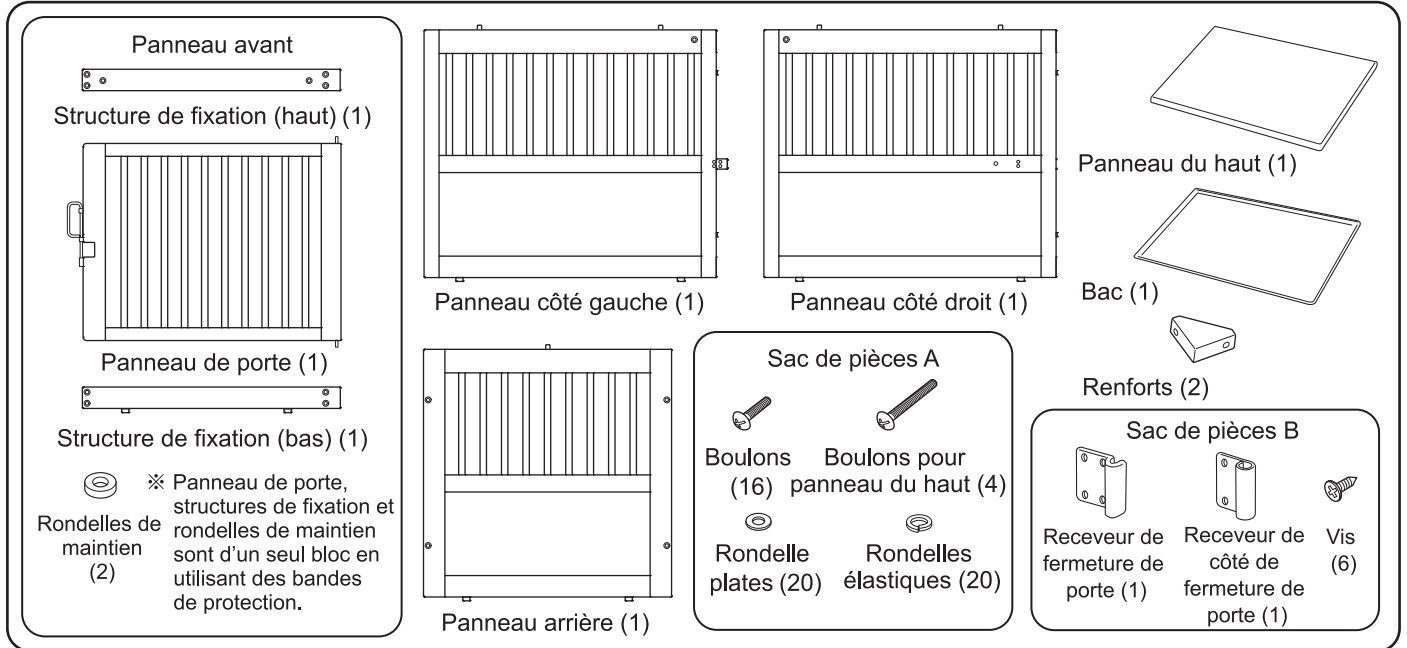 Panneau avant
Structure de fixation (haut) (1)
Panneau de porte (1)
Structure de fixation (bas) (1)
Rondelles de
maintien
(2)
※ Panneau de porte,
structures de fixation et
rondelles de maintien
sont d'un seul bloc en
utilisant des bandes
de protection.
Panneau côté gauche (1)
Panneau côté droit (1)
Panneau arrière (1)
Sac de pièces A
Boulons
(16)
Boulons pour
panneau du haut (4)
Rondelle
plates (20)
Rondelles
élastiques (20)
Panneau du haut (1)
Bac (1)
Renforts (2)
Sac de pièces B
Receveur de
fermeture de
porte (1)
Receveur de
côté de
fermeture de
porte (1)
Vis
(6)